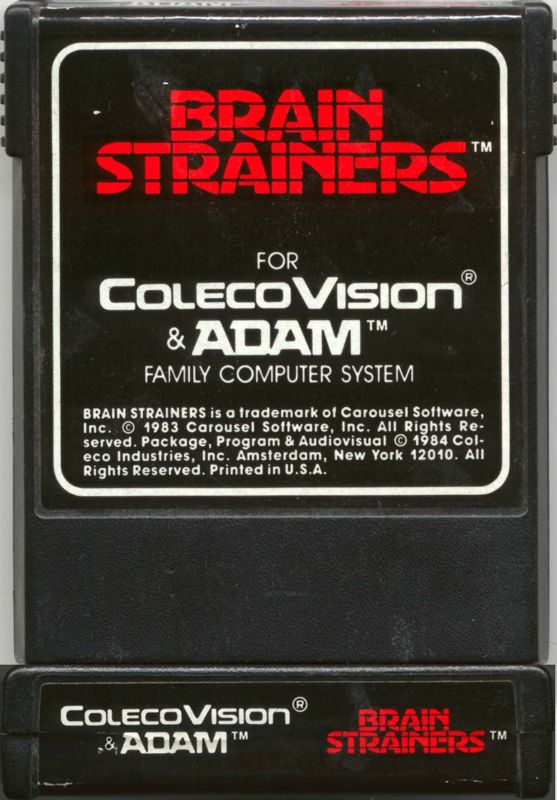 BRAIN
STRAINERS™
FOR
COLECOVISION®
& ADAM™
FAMILY COMPUTER SYSTEM
BRAIN STRAINERS is a trademark of Carousel Software,
Inc. © 1983 Carousel Software, Inc. All Rights Re-
served. Package, Program & Audiovisual © 1984 Col-
eco Industries, Inc. Amsterdam, New York 12010. All
Rights Reserved. Printed in U.S.A.
COLECOVISION®
& ADAM™
BRAIN
STRAINERS™